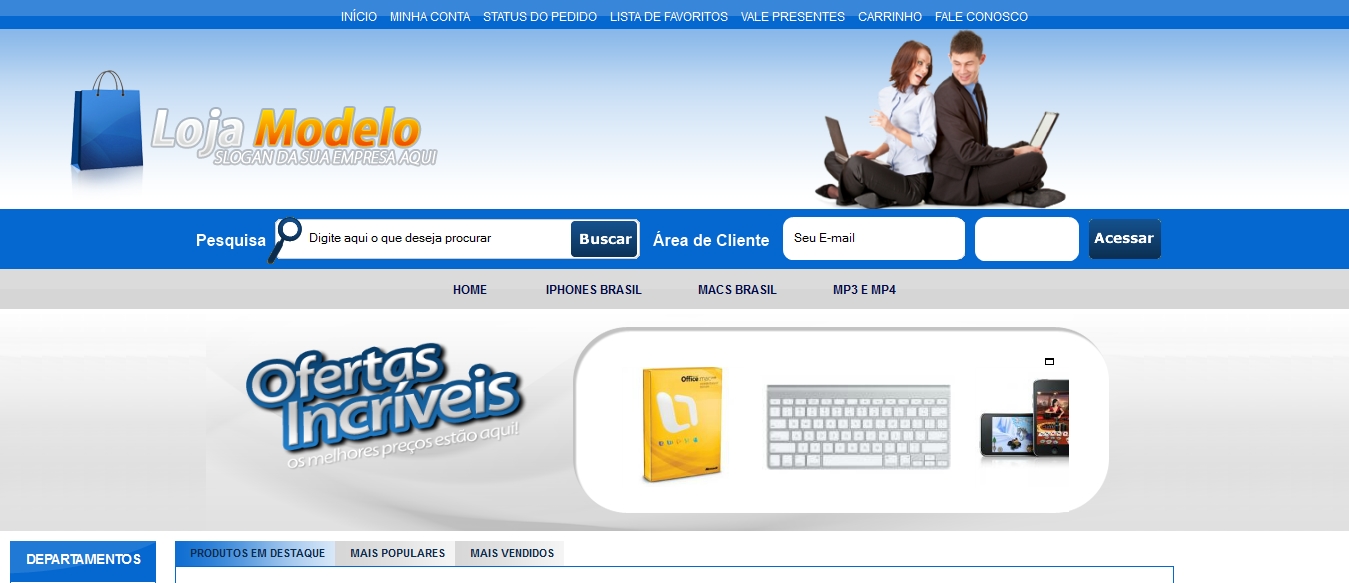 INÍCIO MINHA CONTA STATUS DO PEDIDO LISTA DE FAVORITOS VALE PRESENTES CARRINHO FALE CONOSCO
Loja Modelo
SLOGAN DA SUA EMPRESA AQUI
Pesquisa Digite aqui o que deseja procurar Buscar Área de Cliente Seu E-mail Acessar
HOME IPHONES BRASIL MACS BRASIL MP3 E MP4
Ofertas
Incríveis
os melhores preços estão aqui!
Office
Microsoft
DEPARTAMENTOS PRODUTOS EM DESTAQUE MAIS POPULARES MAIS VENDIDOS